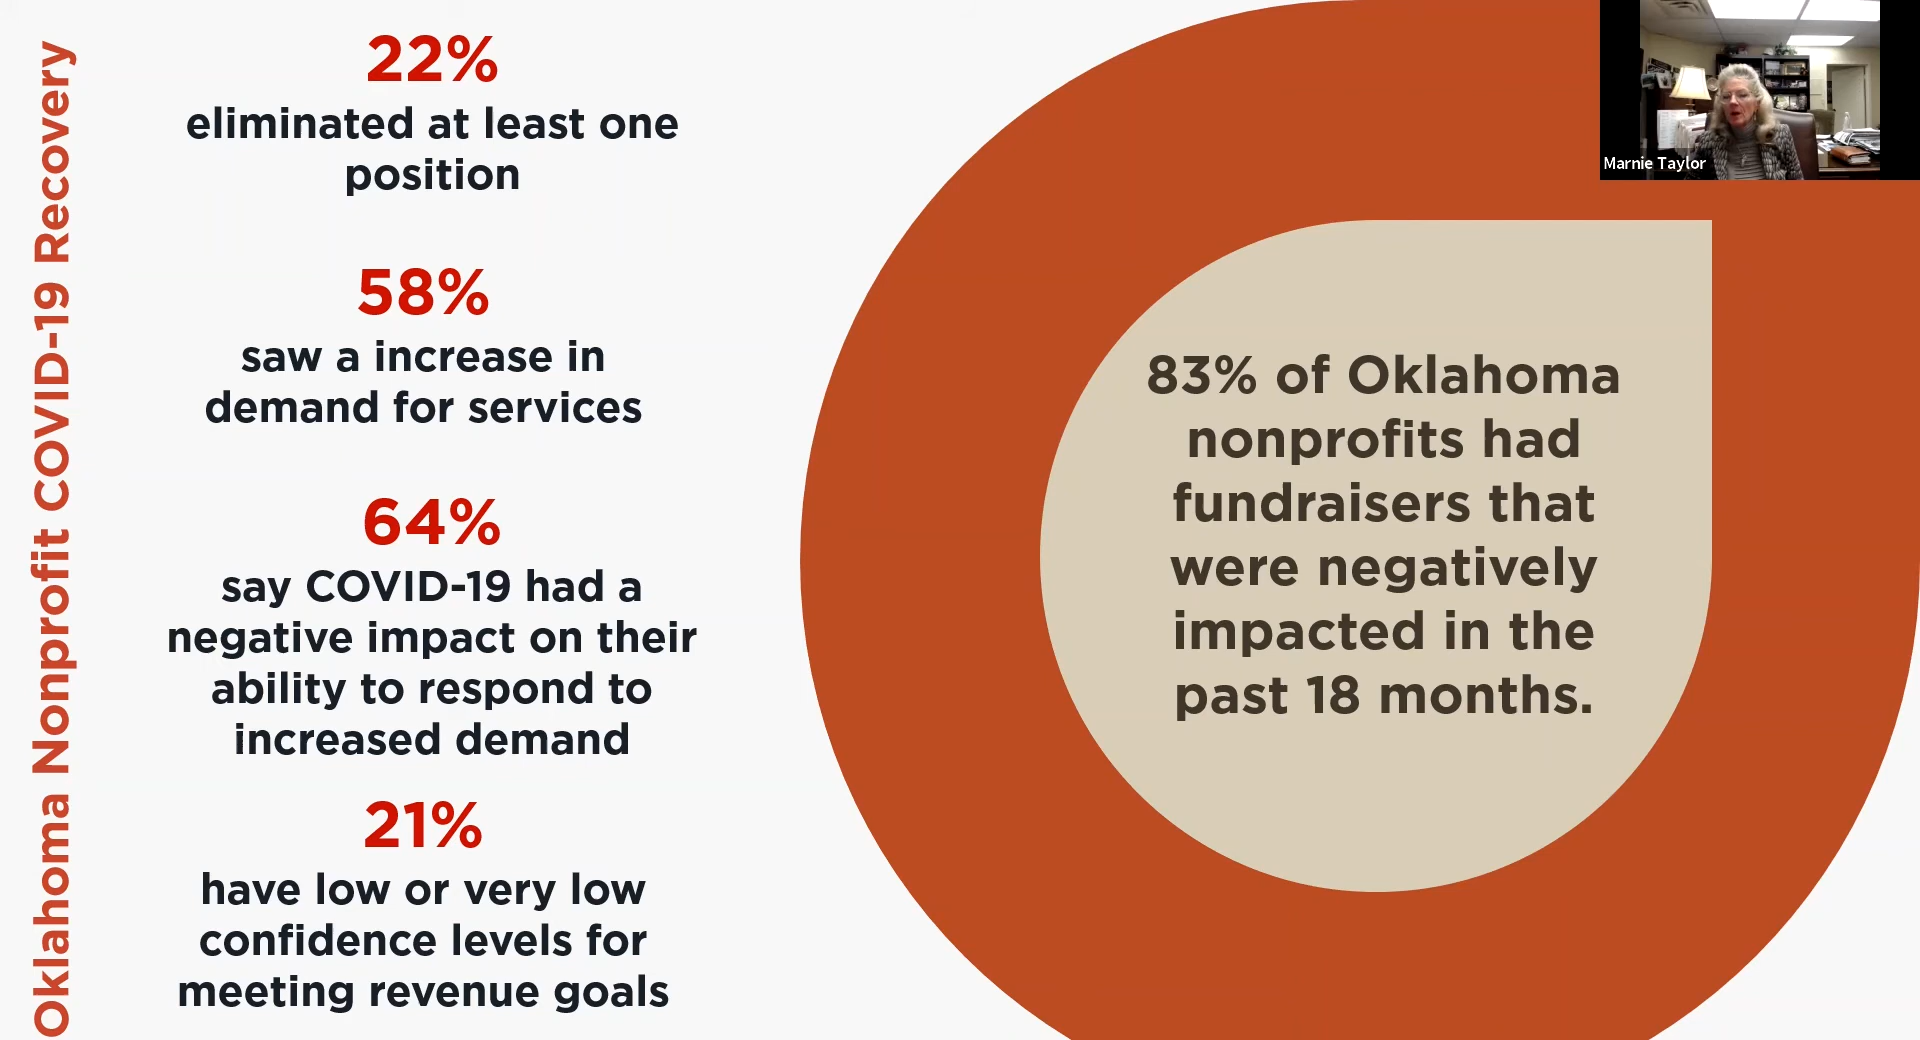 Oklahoma Nonprofit COVID-19 Recovery
22%
eliminated at least one
position
58%
saw a increase in
demand for services
64%
say COVID-19 had a
negative impact on their
ability to respond to
increased demand
21%
have low or very low
confidence levels for
meeting revenue goals
83% of Oklahoma
nonprofits had
fundraisers that
were negatively
impacted in the
past 18 months.
Marnie Taylor